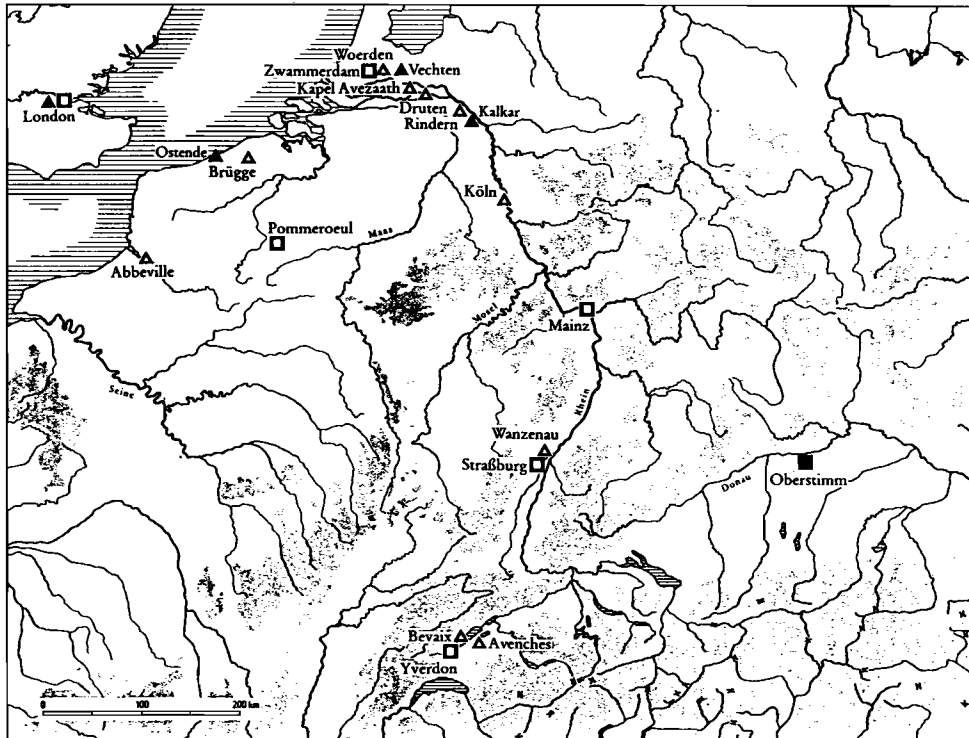 Woerden
Zwammerdam
Vechten
Kapel Avezaath
Druten
Rindern
Kalkar
London
Ostende
Brügge
Köln
Pommeroeul
Maas
Abbeville
Mosel
Mainz
Seine
Rhein
Wanzenau
Straßburg
Donau
Oberstimm
Bevaix
Avenches
Yverdon
0 100 200 km